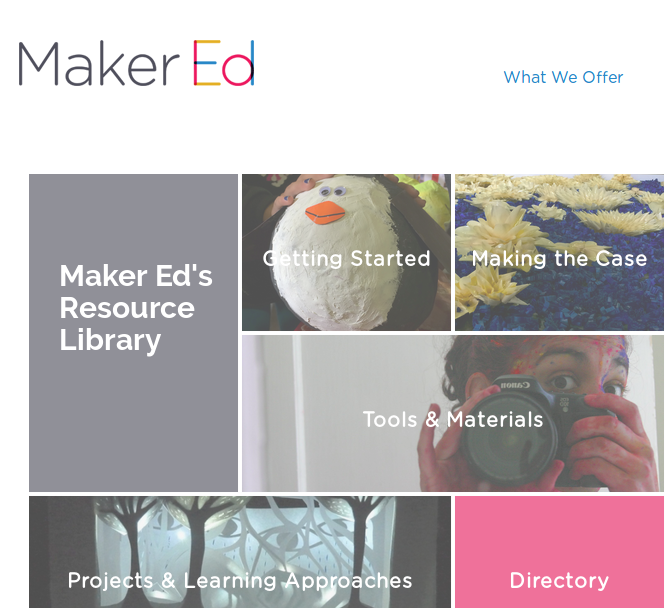 Maker Ed
What We Offer
Maker Ed's
Resource
Library
Getting Started
Making the Case
Canon
Tools & Materials
Projects & Learning Approaches
Directory